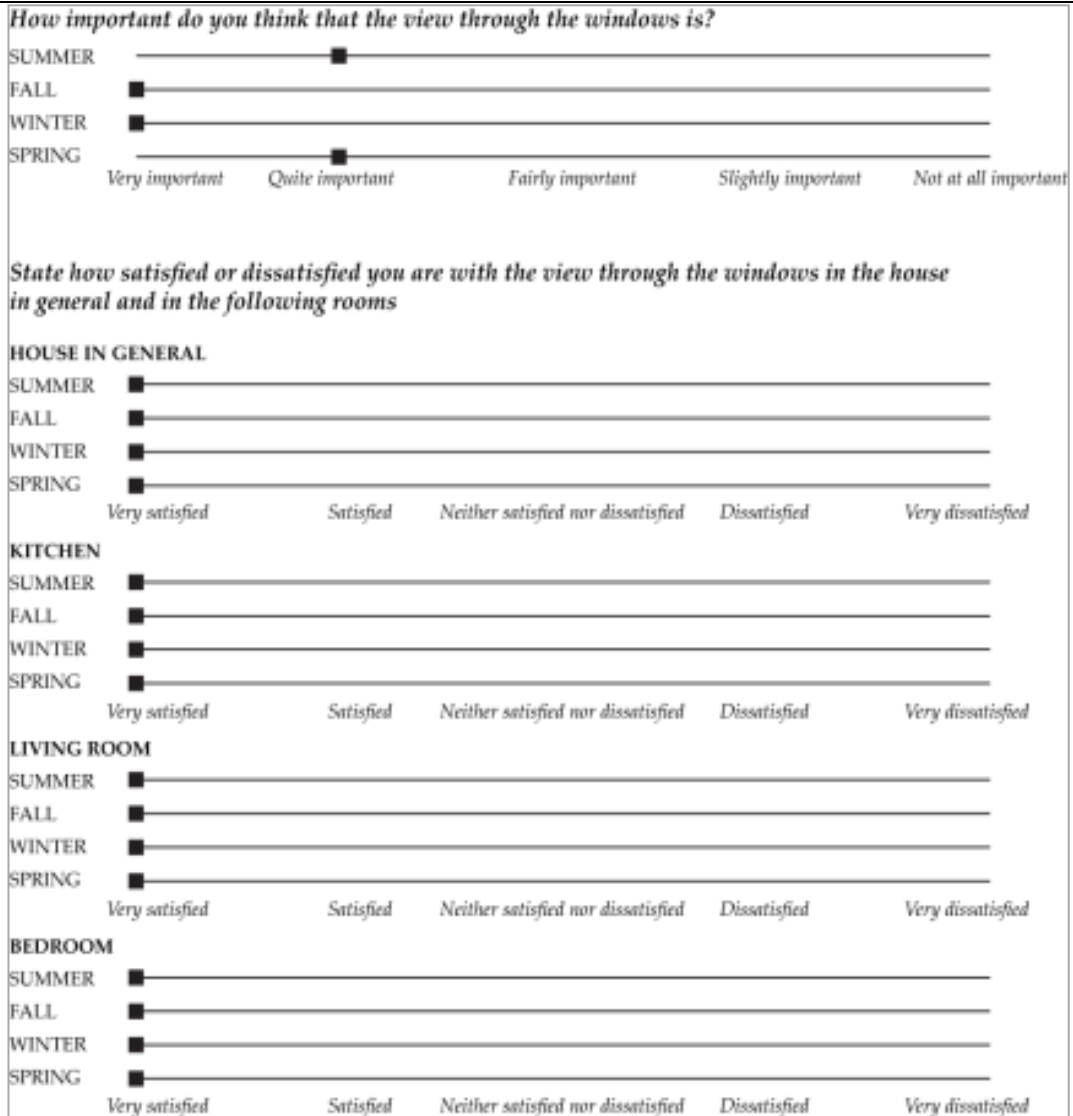 How important do you think that the view through the windows is?
SUMMER
FALL
WINTER
SPRING
Very important Quite important Fairly important Slightly important Not at all important
State how satisfied or dissatisfied you are with the view through the windows in the house
in general and in the following rooms
HOUSE IN GENERAL
SUMMER
FALL
WINTER
SPRING
Very satisfied Satisfied Neither satisfied nor dissatisfied Dissatisfied Very dissatisfied
KITCHEN
SUMMER
FALL
WINTER
SPRING
Very satisfied Satisfied Neither satisfied nor dissatisfied Dissatisfied Very dissatisfied
LIVING ROOM
SUMMER
FALL
WINTER
SPRING
Very satisfied Satisfied Neither satisfied nor dissatisfied Dissatisfied Very dissatisfied
BEDROOM
SUMMER
FALL
WINTER
SPRING
Very satisfied Satisfied Neither satisfied nor dissatisfied Dissatisfied Very dissatisfied